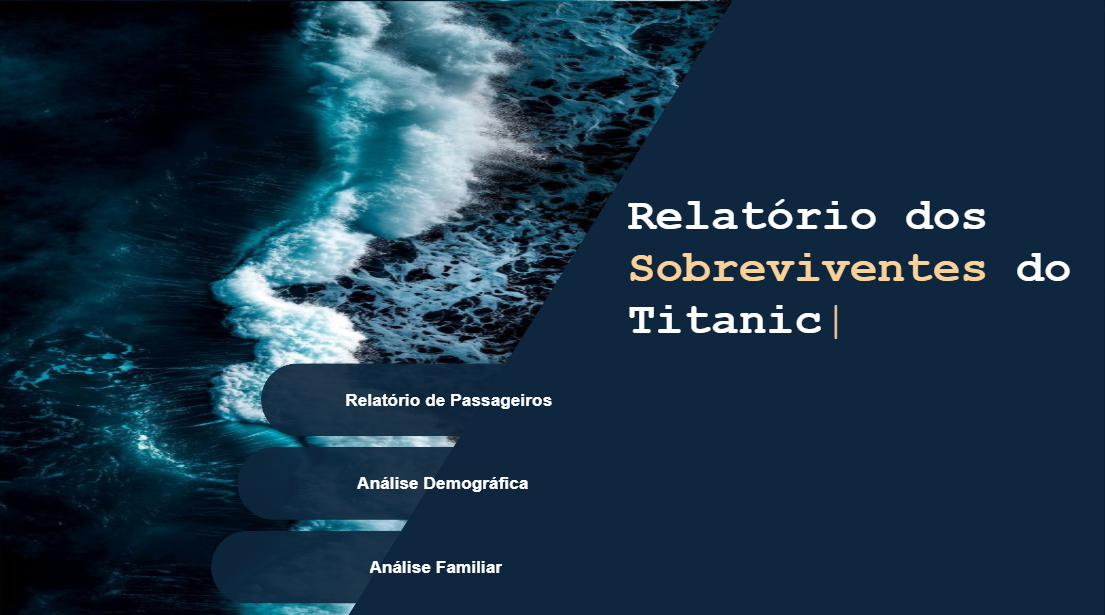 Relatório dos
Sobreviventes do
Titanic|
Relatório de Passageiros
Análise Demográfica
Análise Familiar